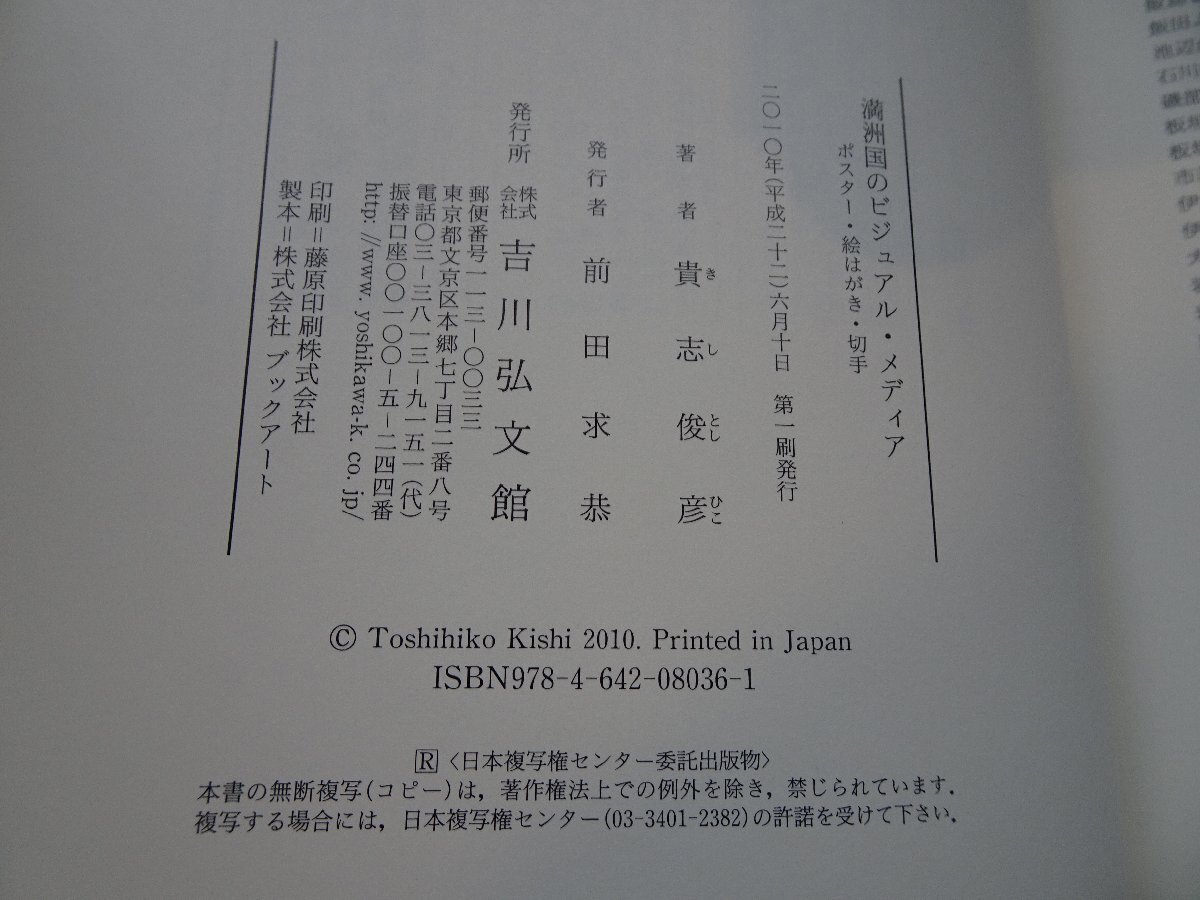 満洲国のビジュアル・メディア
ポスター・絵はがき・切手
二〇一〇年(平成二十二)六月十日 第一刷発行
著者 貴志俊彦
き し とし ひこ
発行者 前田求恭
発行所 株式会社 吉川弘文館
郵便番号一一三-〇〇三三
東京都文京区本郷七丁目二番八号
電話〇三-三八一三-九一五一(代)
振替口座〇〇一〇〇-五-二四四番
http://www.yoshikawa-k.co.jp/
印刷=藤原印刷株式会社
製本=株式会社 ブックアート
© Toshihiko Kishi 2010. Printed in Japan
ISBN978-4-642-08036-1
R〈日本複写権センター委託出版物〉
本書の無断複写(コピー)は,著作権法上での例外を除き,禁じられています.
複写する場合には,日本複写権センター(03-3401-2382)の許諾を受けて下さい.